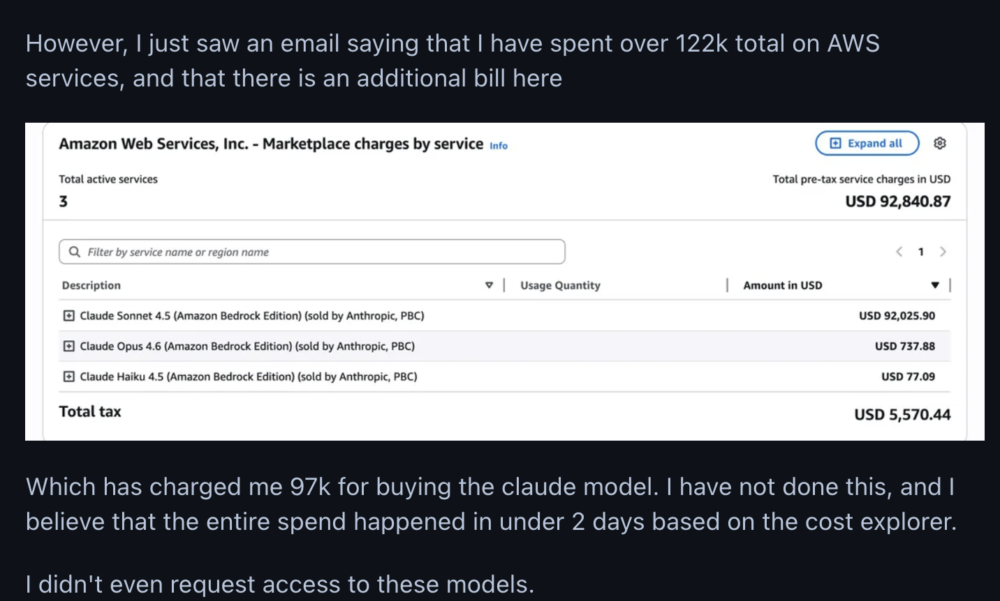 However, I just saw an email saying that I have spent over 122k total on AWS
services, and that there is an additional bill here
Amazon Web Services, Inc. - Marketplace charges by service Info
Expand all
Total active services
Total pre-tax service charges in USD
3
USD 92,840.87
Filter by service name or region name
1
Description
Usage Quantity
Amount in USD
Claude Sonnet 4.5 (Amazon Bedrock Edition) (sold by Anthropic, PBC)
USD 92,025.90
Claude Opus 4.6 (Amazon Bedrock Edition) (sold by Anthropic, PBC)
USD 737.88
Claude Haiku 4.5 (Amazon Bedrock Edition) (sold by Anthropic, PBC)
USD 77.09
Total tax
USD 5,570.44
Which has charged me 97k for buying the claude model. I have not done this, and I
believe that the entire spend happened in under 2 days based on the cost explorer.
I didn't even request access to these models.